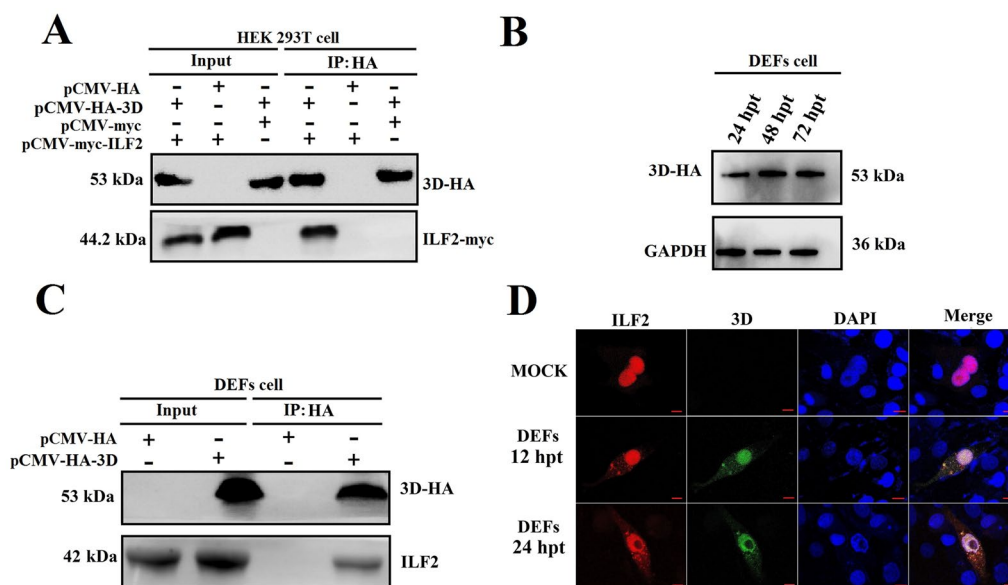 A
HEK 293T cell
Input IP:HA
pCMV-HA - + - - + -
pCMV-HA-3D + - + + - +
pCMV-myc - - + - - +
pCMV-myc-ILF2 + + - + + -
53 kDa 3D-HA
44.2 kDa ILF2-myc
B
DEFs cell
24 hpt 48 hpt 72 hpt
3D-HA 53 kDa
GAPDH 36 kDa
C
DEFs cell
Input IP:HA
pCMV-HA + - + -
pCMV-HA-3D - + - +
53 kDa 3D-HA
42 kDa ILF2
D
ILF2 3D DAPI Merge
MOCK
DEFs
12 hpt
DEFs
24 hpt